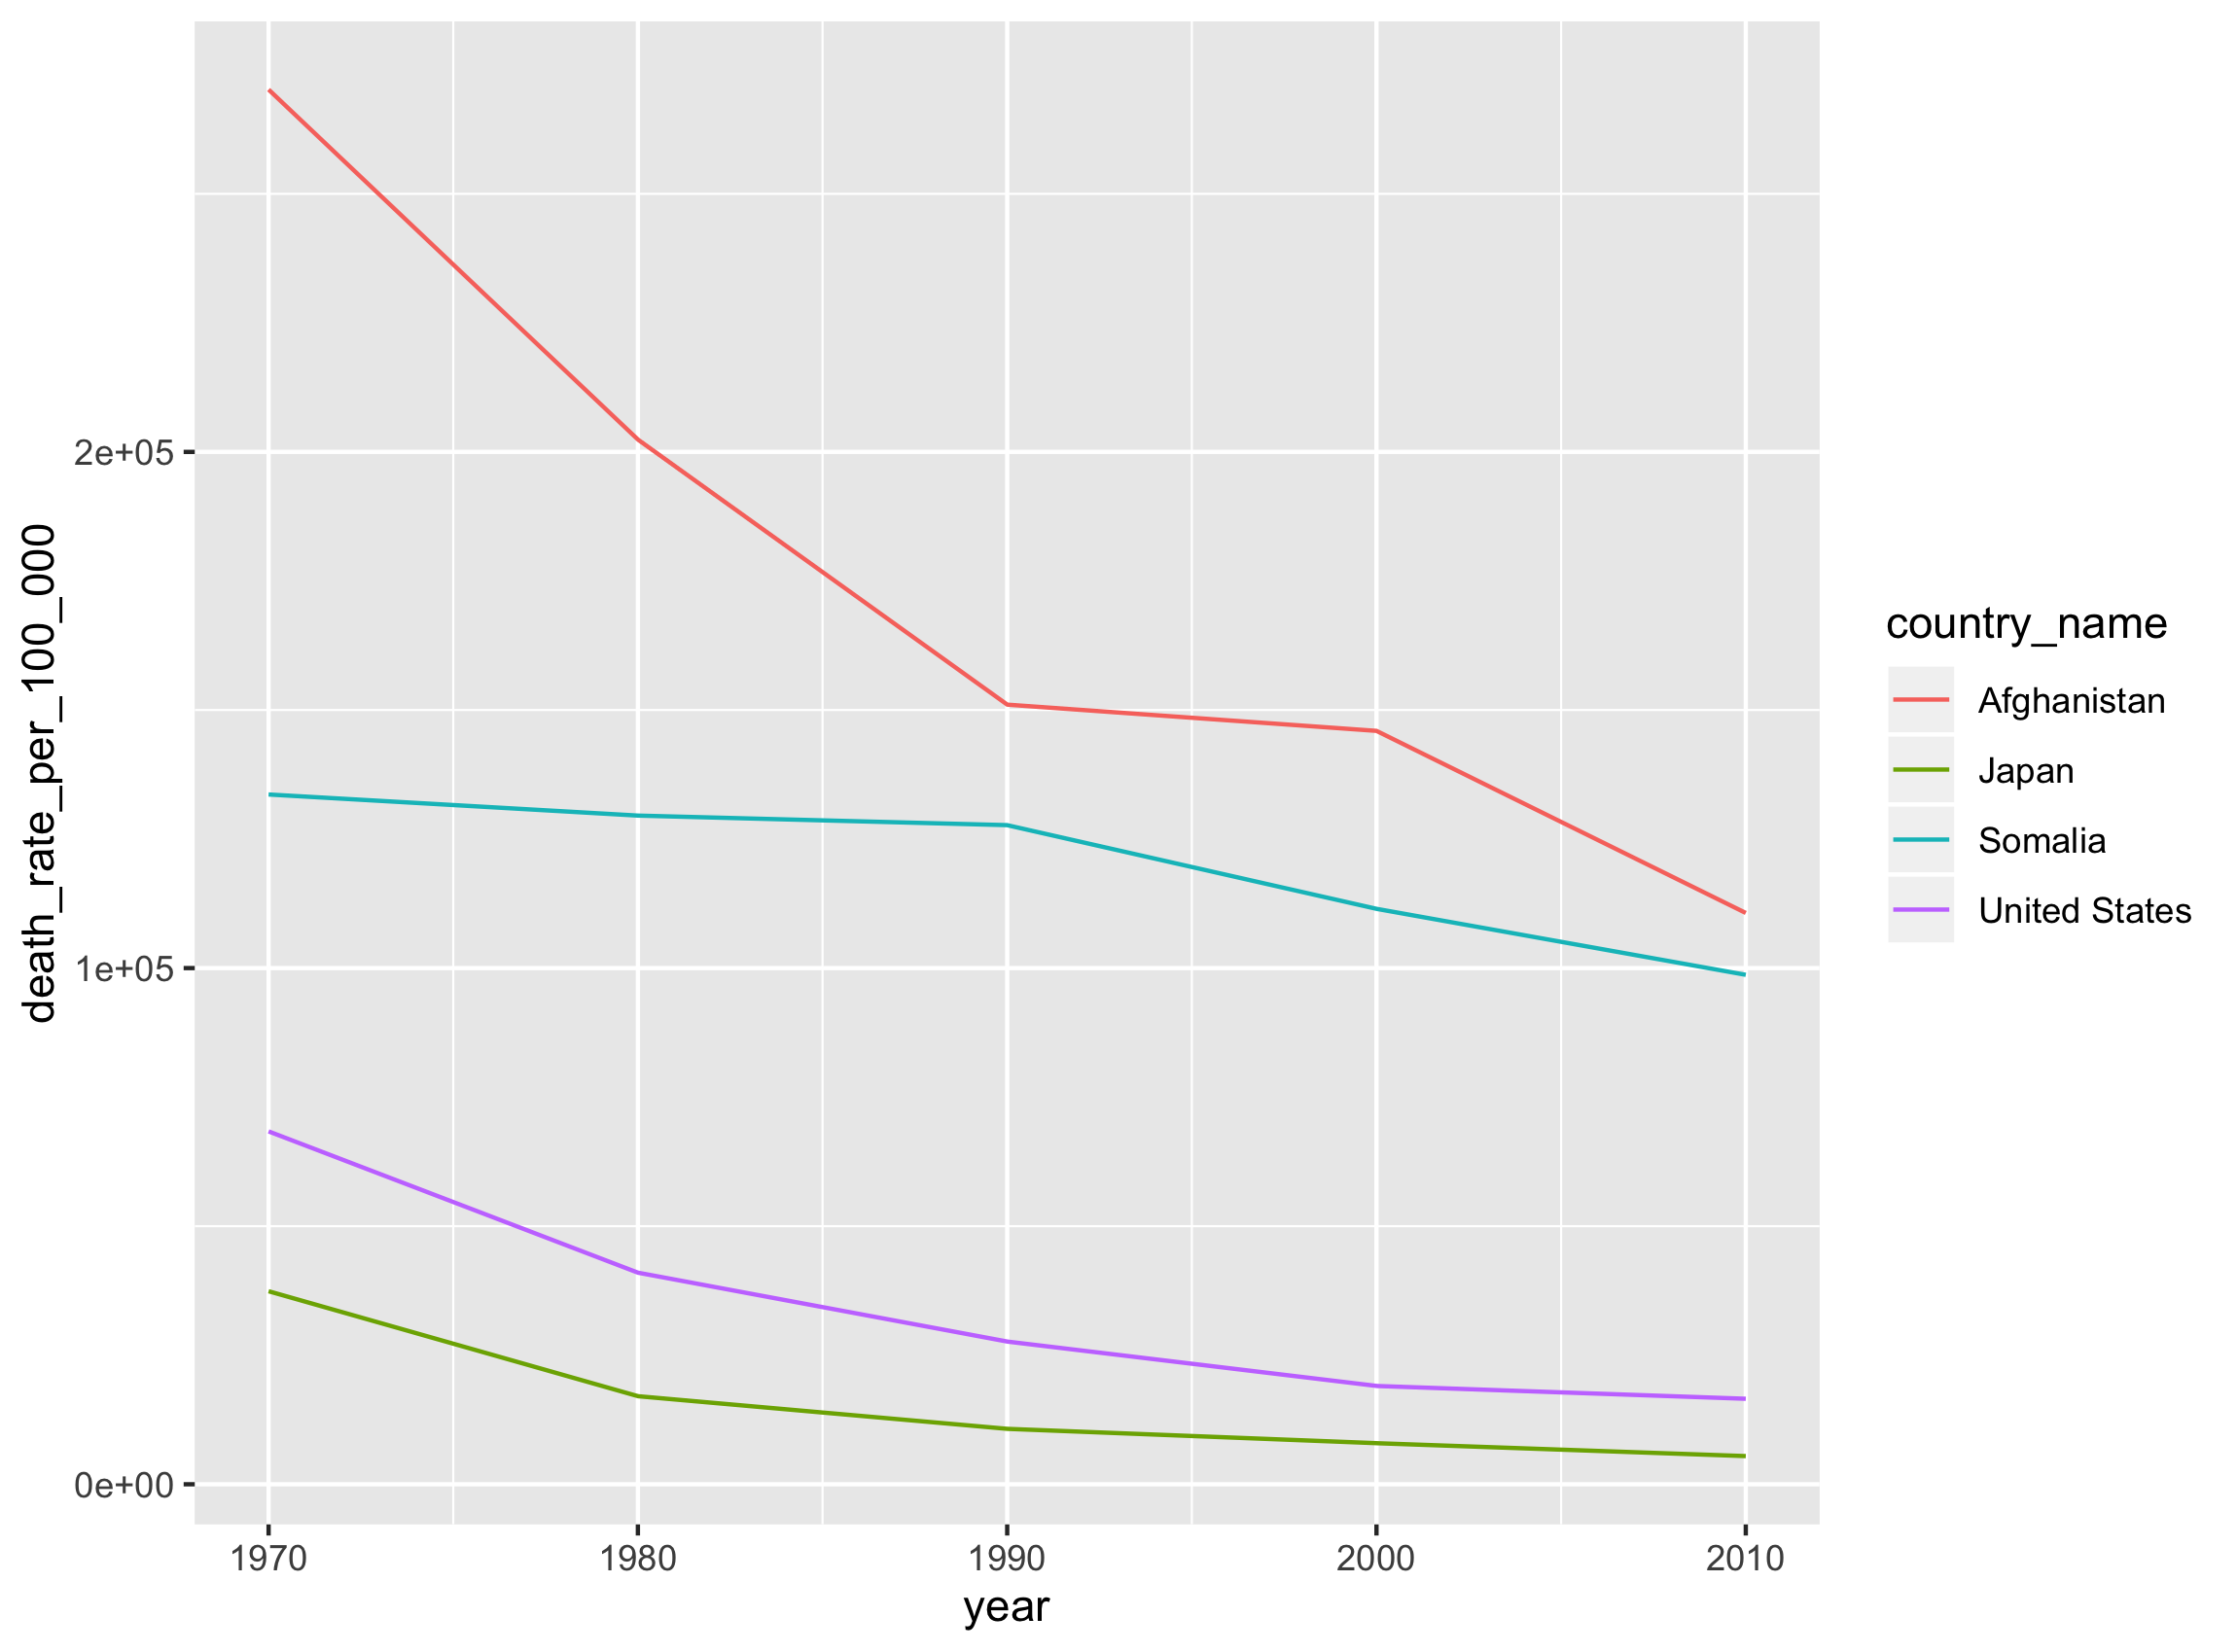 death_rate_per_100_000
2e+05
1e+05
0e+00
1970 1980 1990 2000 2010
year
country_name
Afghanistan
Japan
Somalia
United States